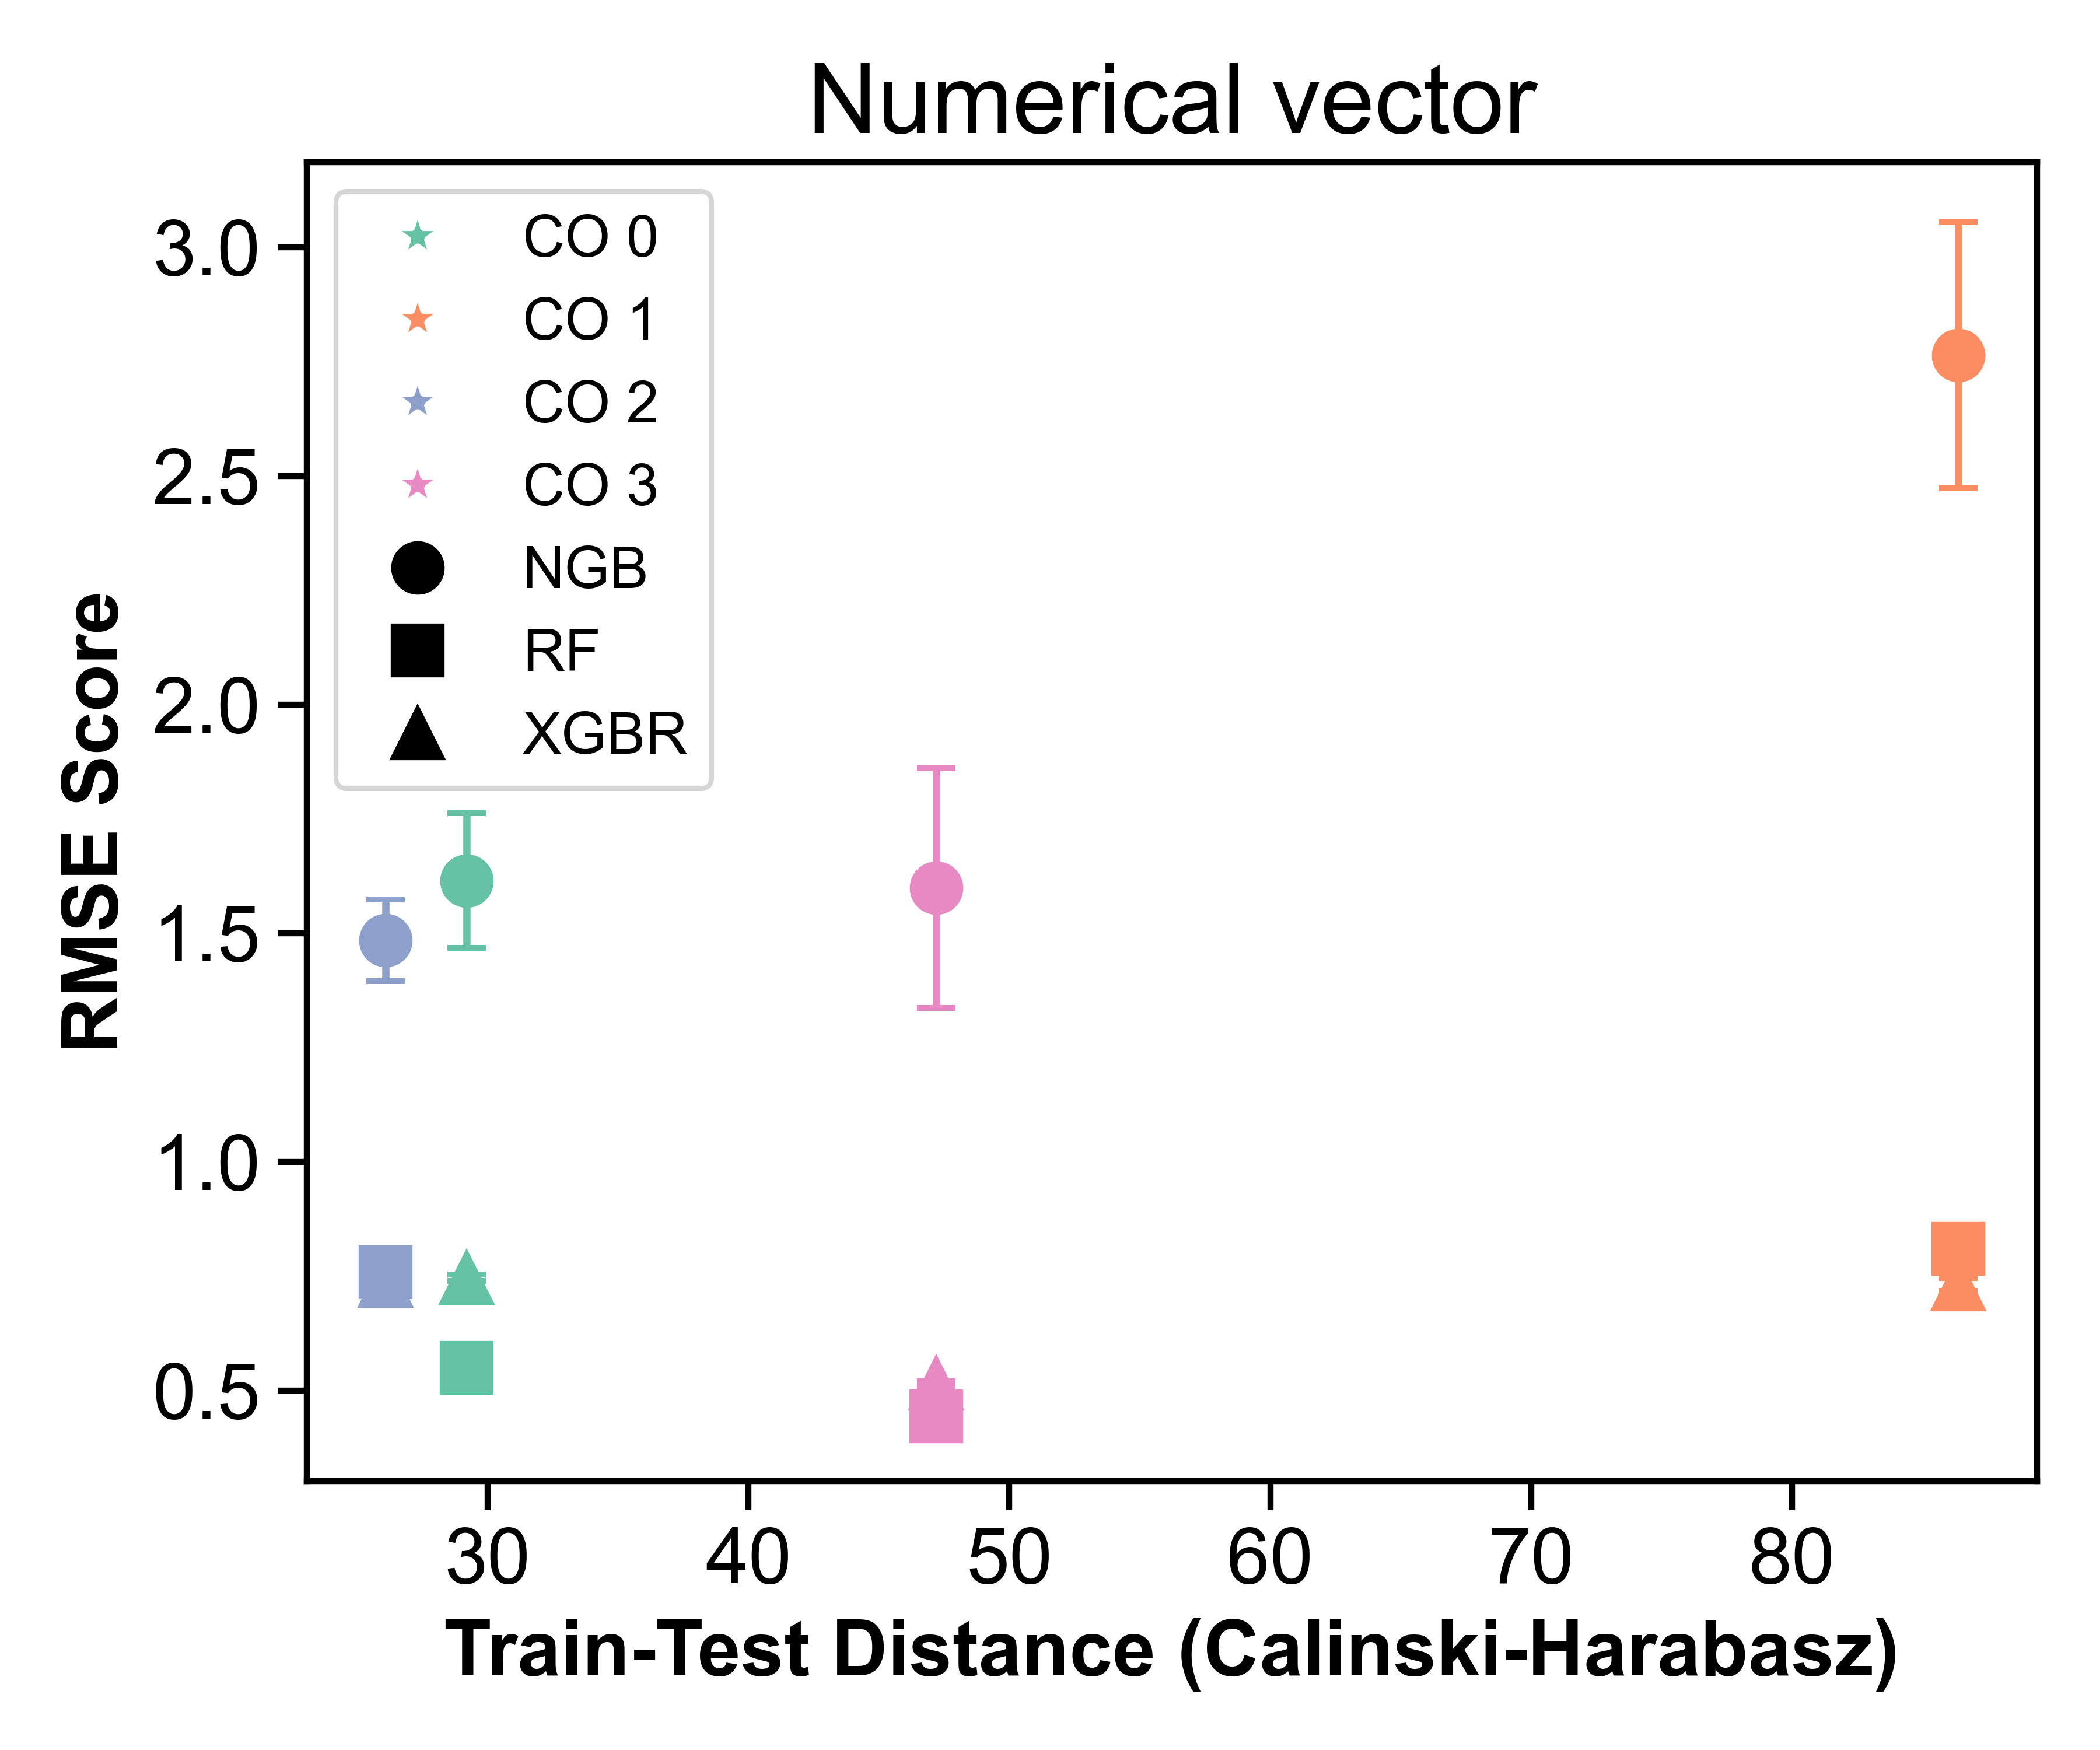 Numerical vector
CO 0
CO 1
CO 2
CO 3
NGB
RF
XGBR
RMSE Score
3.0
2.5
2.0
1.5
1.0
0.5
30 40 50 60 70 80
Train-Test Distance (Calinski-Harabasz)